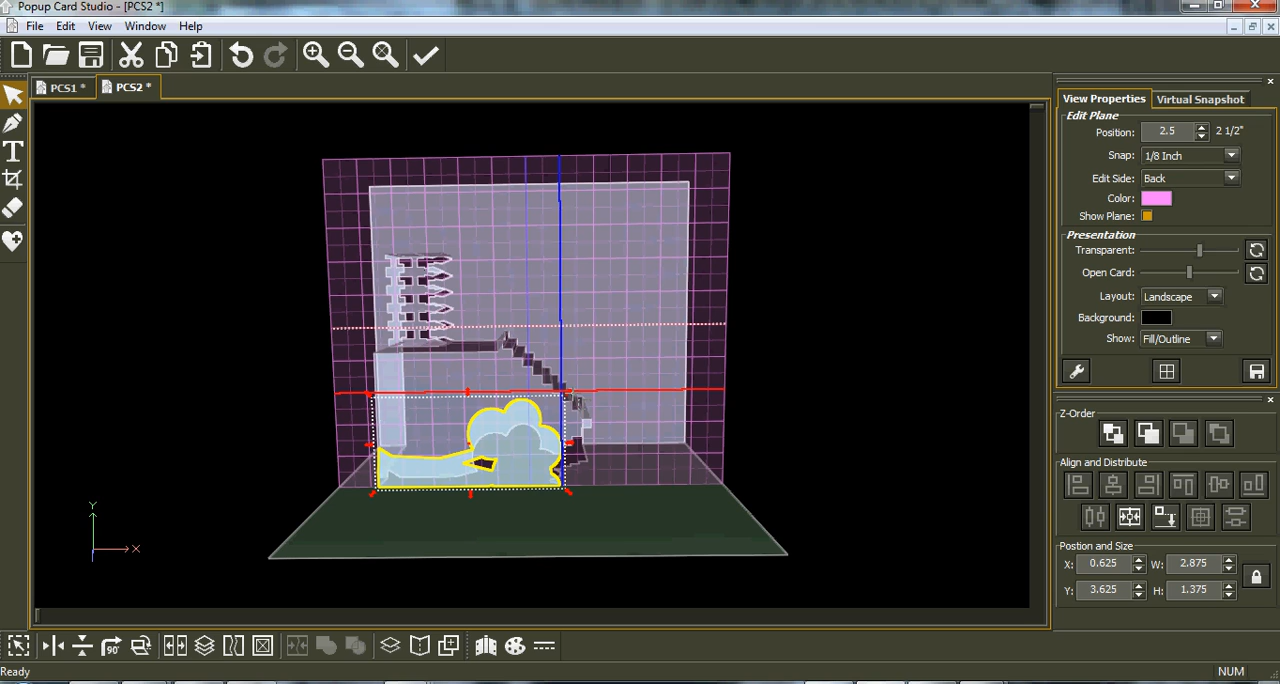 Popup Card Studio - [PCS2 *]
File Edit View Window Help
PCS1 * PCS2 *
View Properties Virtual Snapshot
Edit Plane
Position: 2.5 2 1/2"
Snap: 1/8 Inch
Edit Side: Back
Color:
Show Plane:
Presentation
Transparent:
Open Card:
Layout: Landscape
Background:
Show: Fill/Outline
Z-Order
Align and Distribute
Postion and Size
X: 0.625 W: 2.875
Y: 3.625 H: 1.375
Y
X
90
Ready NUM